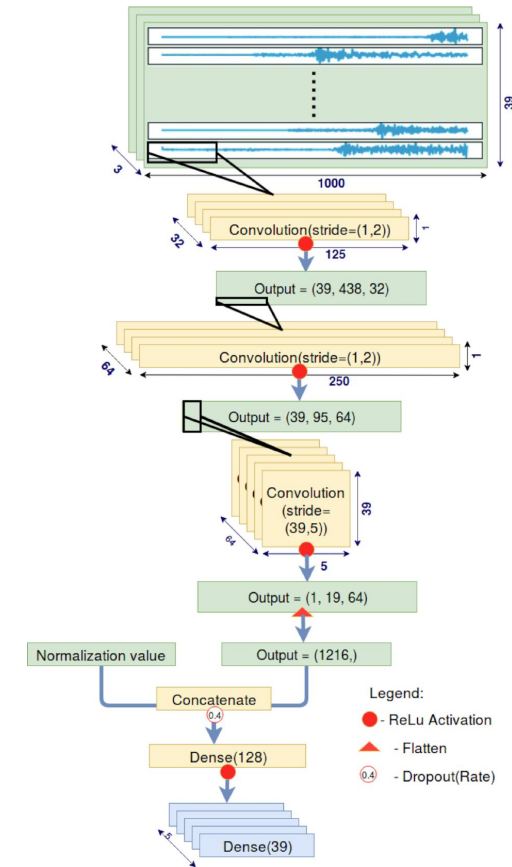 39
3
1000
Convolution(stride=(1,2))
1
32
125
Output = (39, 438, 32)
Convolution(stride=(1,2))
1
64
250
Output = (39, 95, 64)
Convolution
(stride=
(39,5))
39
64
5
Output = (1, 19, 64)
Normalization value
Output = (1216,)
Concatenate
0.4
Dense(128)
Dense(39)
5
Legend:
- ReLu Activation
- Flatten
0.4 - Dropout(Rate)